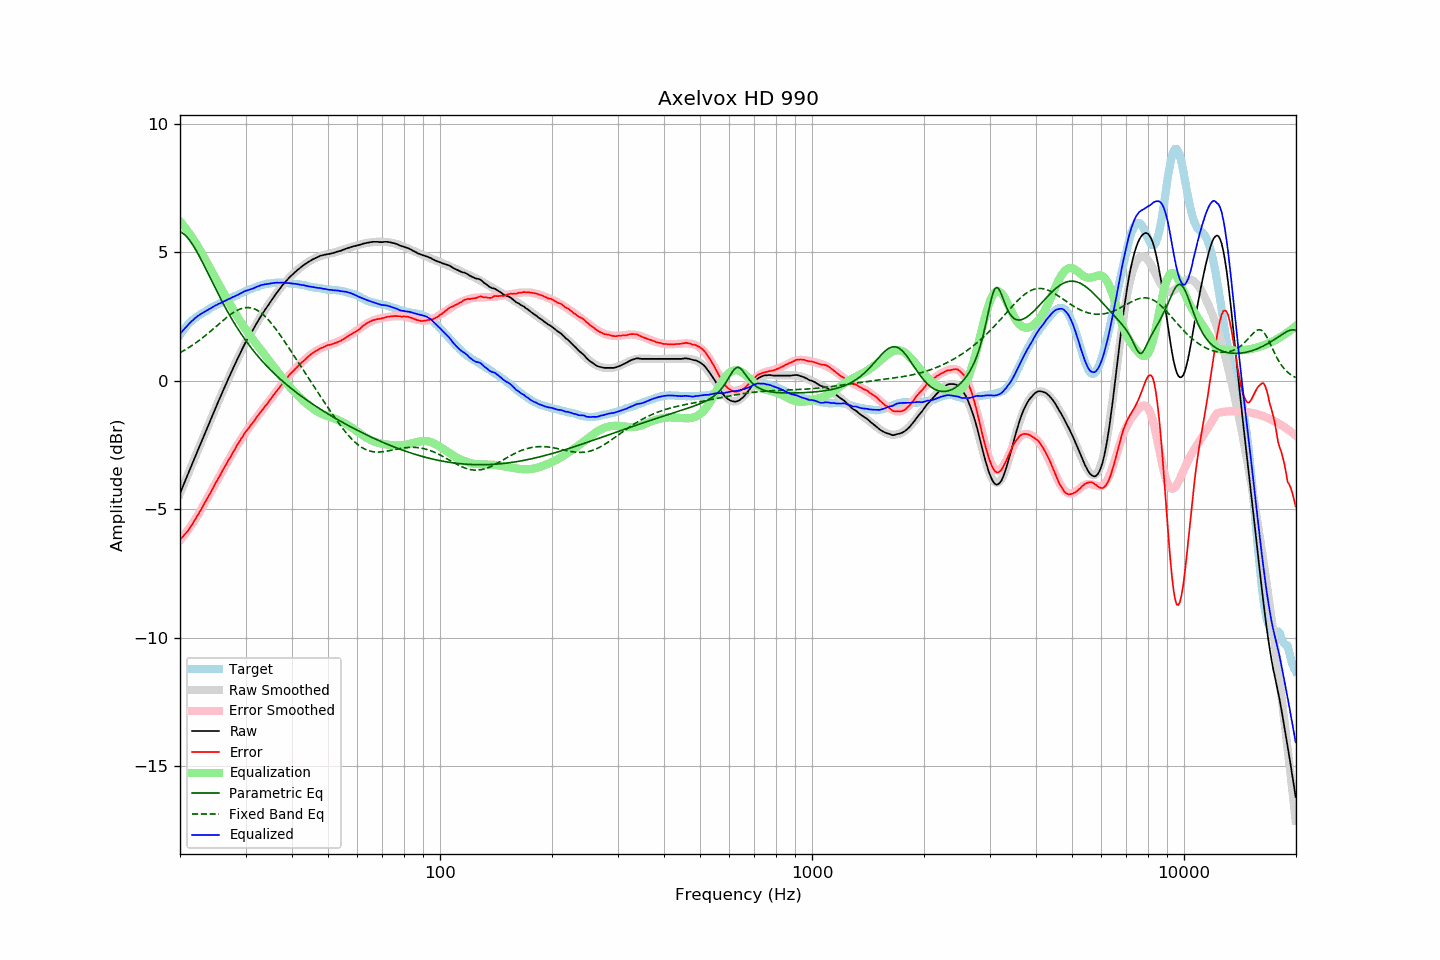 Axelvox HD 990
10
5
0
−5
−10
−15
Amplitude (dBr)
Target
Raw Smoothed
Error Smoothed
Raw
Error
Equalization
Parametric Eq
Fixed Band Eq
Equalized
100
1000
10000
Frequency (Hz)